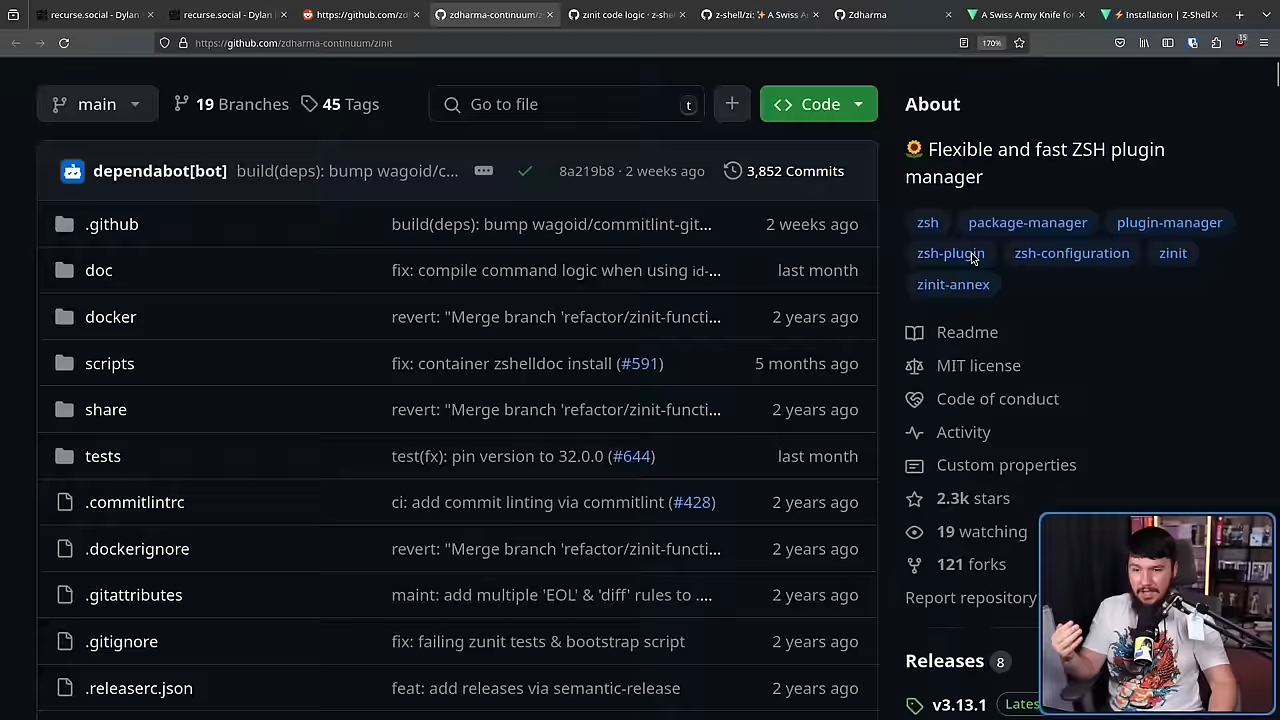 recurse.social - Dylan
recurse.social - Dylan
https://github.com/zd
zdharma-continuum/z
zinit code logic · z-she
z-shell/zi: ✨ A Swiss A
Zdharma
A Swiss Army Knife for
⚡ Installation | Z-Shell
https://github.com/zdharma-continuum/zinit
170%
15
main
19 Branches
45 Tags
Go to file
t
Code
dependabot[bot] build(deps): bump wagoid/c... 8a219b8 · 2 weeks ago 3,852 Commits
.github build(deps): bump wagoid/commitlint-git... 2 weeks ago
doc fix: compile command logic when using id-... last month
docker revert: "Merge branch 'refactor/zinit-functi... 2 years ago
scripts fix: container zshelldoc install (#591) 5 months ago
share revert: "Merge branch 'refactor/zinit-functi... 2 years ago
tests test(fx): pin version to 32.0.0 (#644) last month
.commitlintrc ci: add commit linting via commitlint (#428) 2 years ago
.dockerignore revert: "Merge branch 'refactor/zinit-functi... 2 years ago
.gitattributes maint: add multiple 'EOL' & 'diff' rules to .... 2 years ago
.gitignore fix: failing zunit tests & bootstrap script 2 years ago
.releaserc.json feat: add releases via semantic-release 2 years ago
About
🌻 Flexible and fast ZSH plugin
manager
zsh package-manager plugin-manager
zsh-plugin zsh-configuration zinit
zinit-annex
Readme
MIT license
Code of conduct
Activity
Custom properties
2.3k stars
19 watching
121 forks
Report repository
Releases 8
v3.13.1 Lates